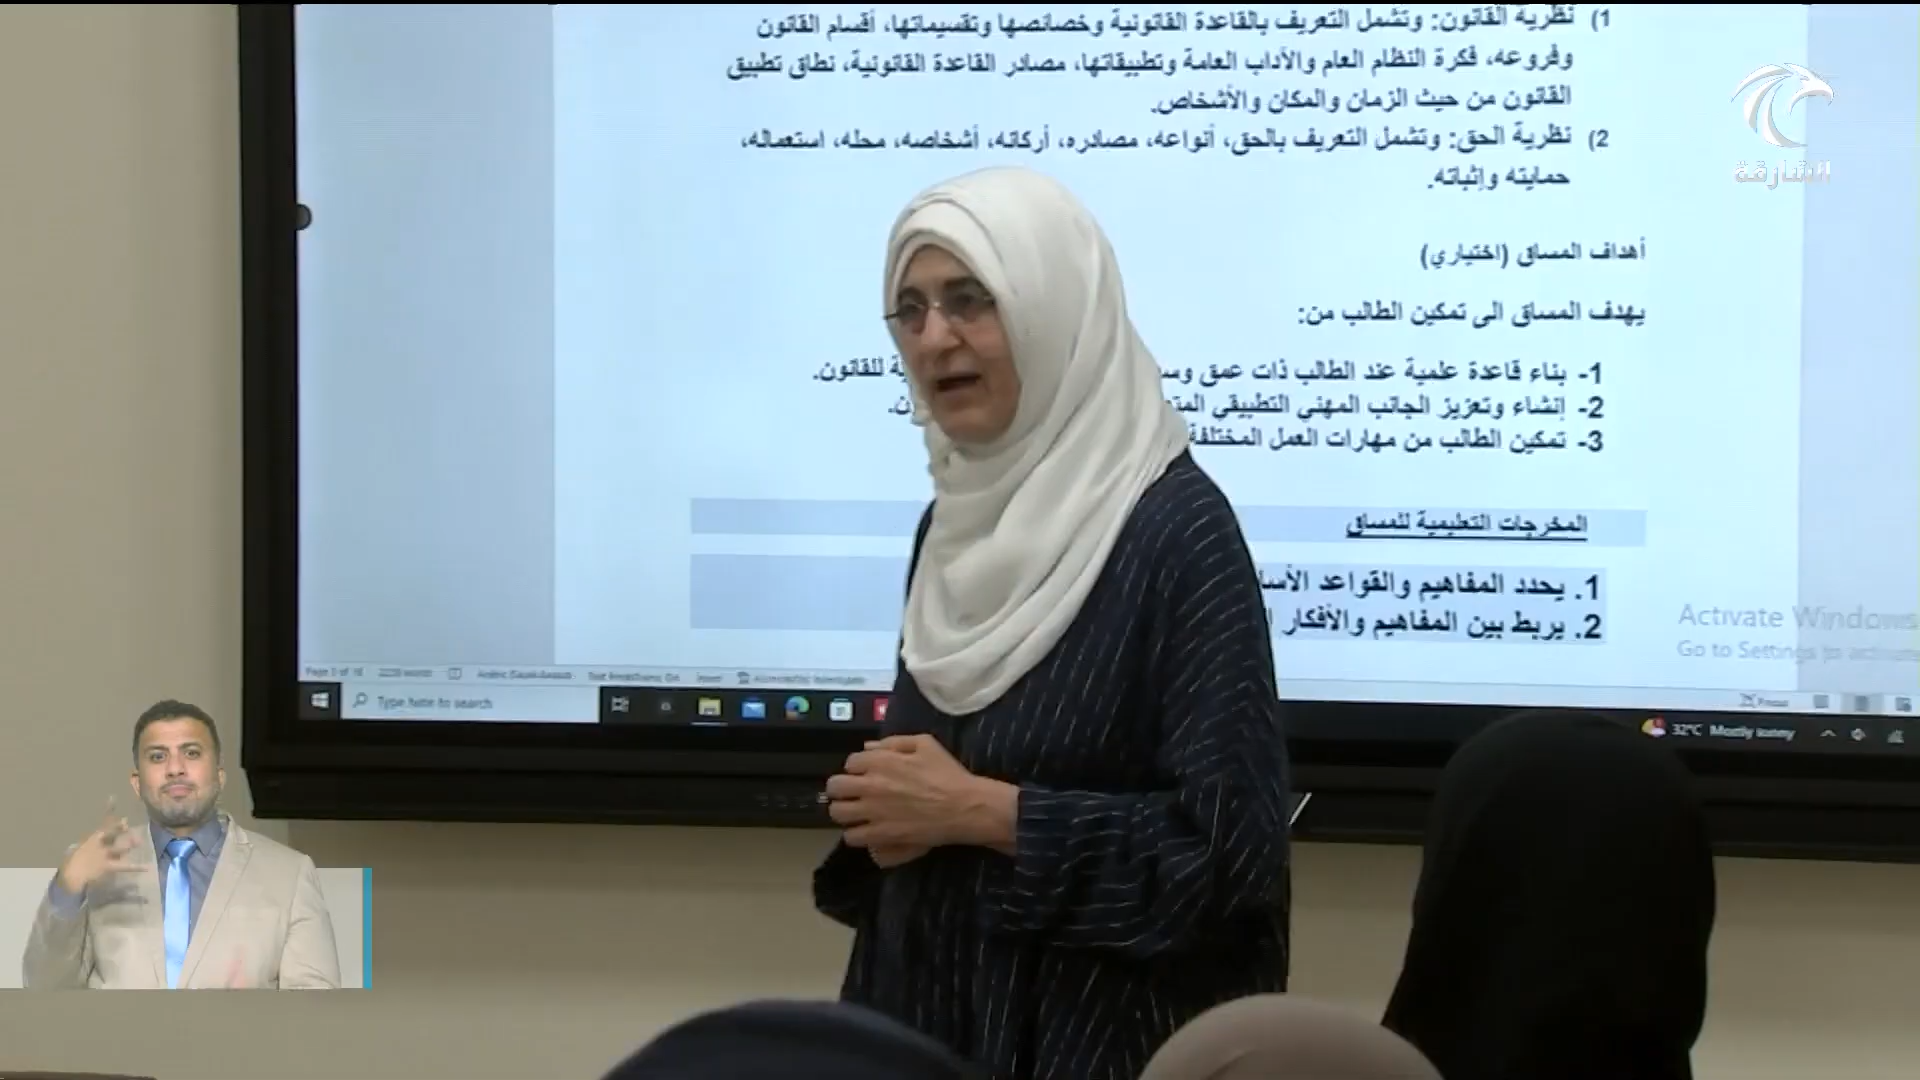 1) نظرية القانون: وتشمل التعريف بالقاعدة القانونية وخصائصها وتقسيماتها، أقسام القانون
وفروعه، فكرة النظام العام والآداب العامة وتطبيقاتها، مصادر القاعدة القانونية، نطاق تطبيق
القانون من حيث الزمان والمكان والأشخاص.
2) نظرية الحق: وتشمل التعريف بالحق، أنواعه، مصادره، أركانه، أشخاصه، محله، استعماله،
حمايته وإثباته.
الشارقة
أهداف المساق (اختياري)
يهدف المساق الى تمكين الطالب من:
1- بناء قاعدة علمية عند الطالب ذات عمق للقانون.
2- إنشاء وتعزيز الجانب المهني التطبيقي
3- تمكين الطالب من مهارات العمل المختلفة
المخرجات التعليمية للمساق
1. يحدد المفاهيم والقواعد
2. يربط بين المفاهيم والأفكار
Activate Windows
Go to Settings to activate
Focus
Type here to search
32°C Mostly sunny